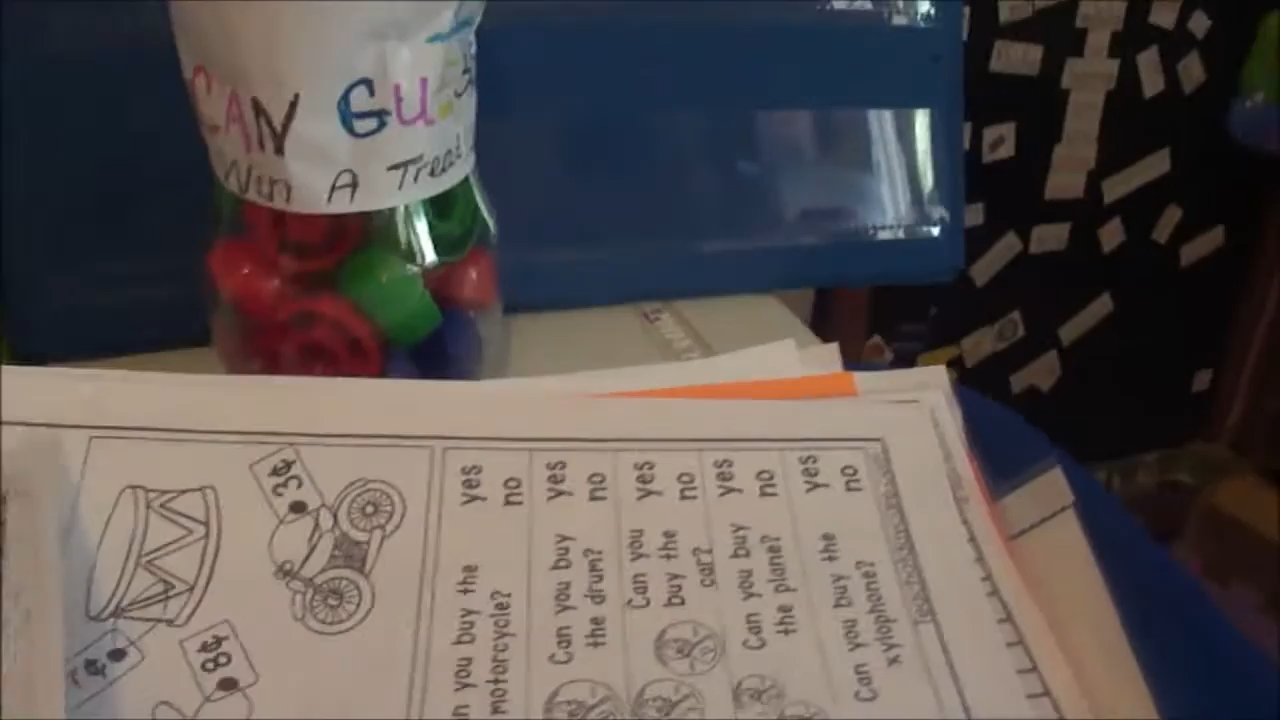 CAN
Win A Treat
3¢
8¢
yes
no
you buy the
motorcycle?
yes
no
Can you buy
the drum?
yes
no
Can you
buy the
car?
yes
no
Can you buy
the plane?
yes
no
Can you buy the
xylophone?